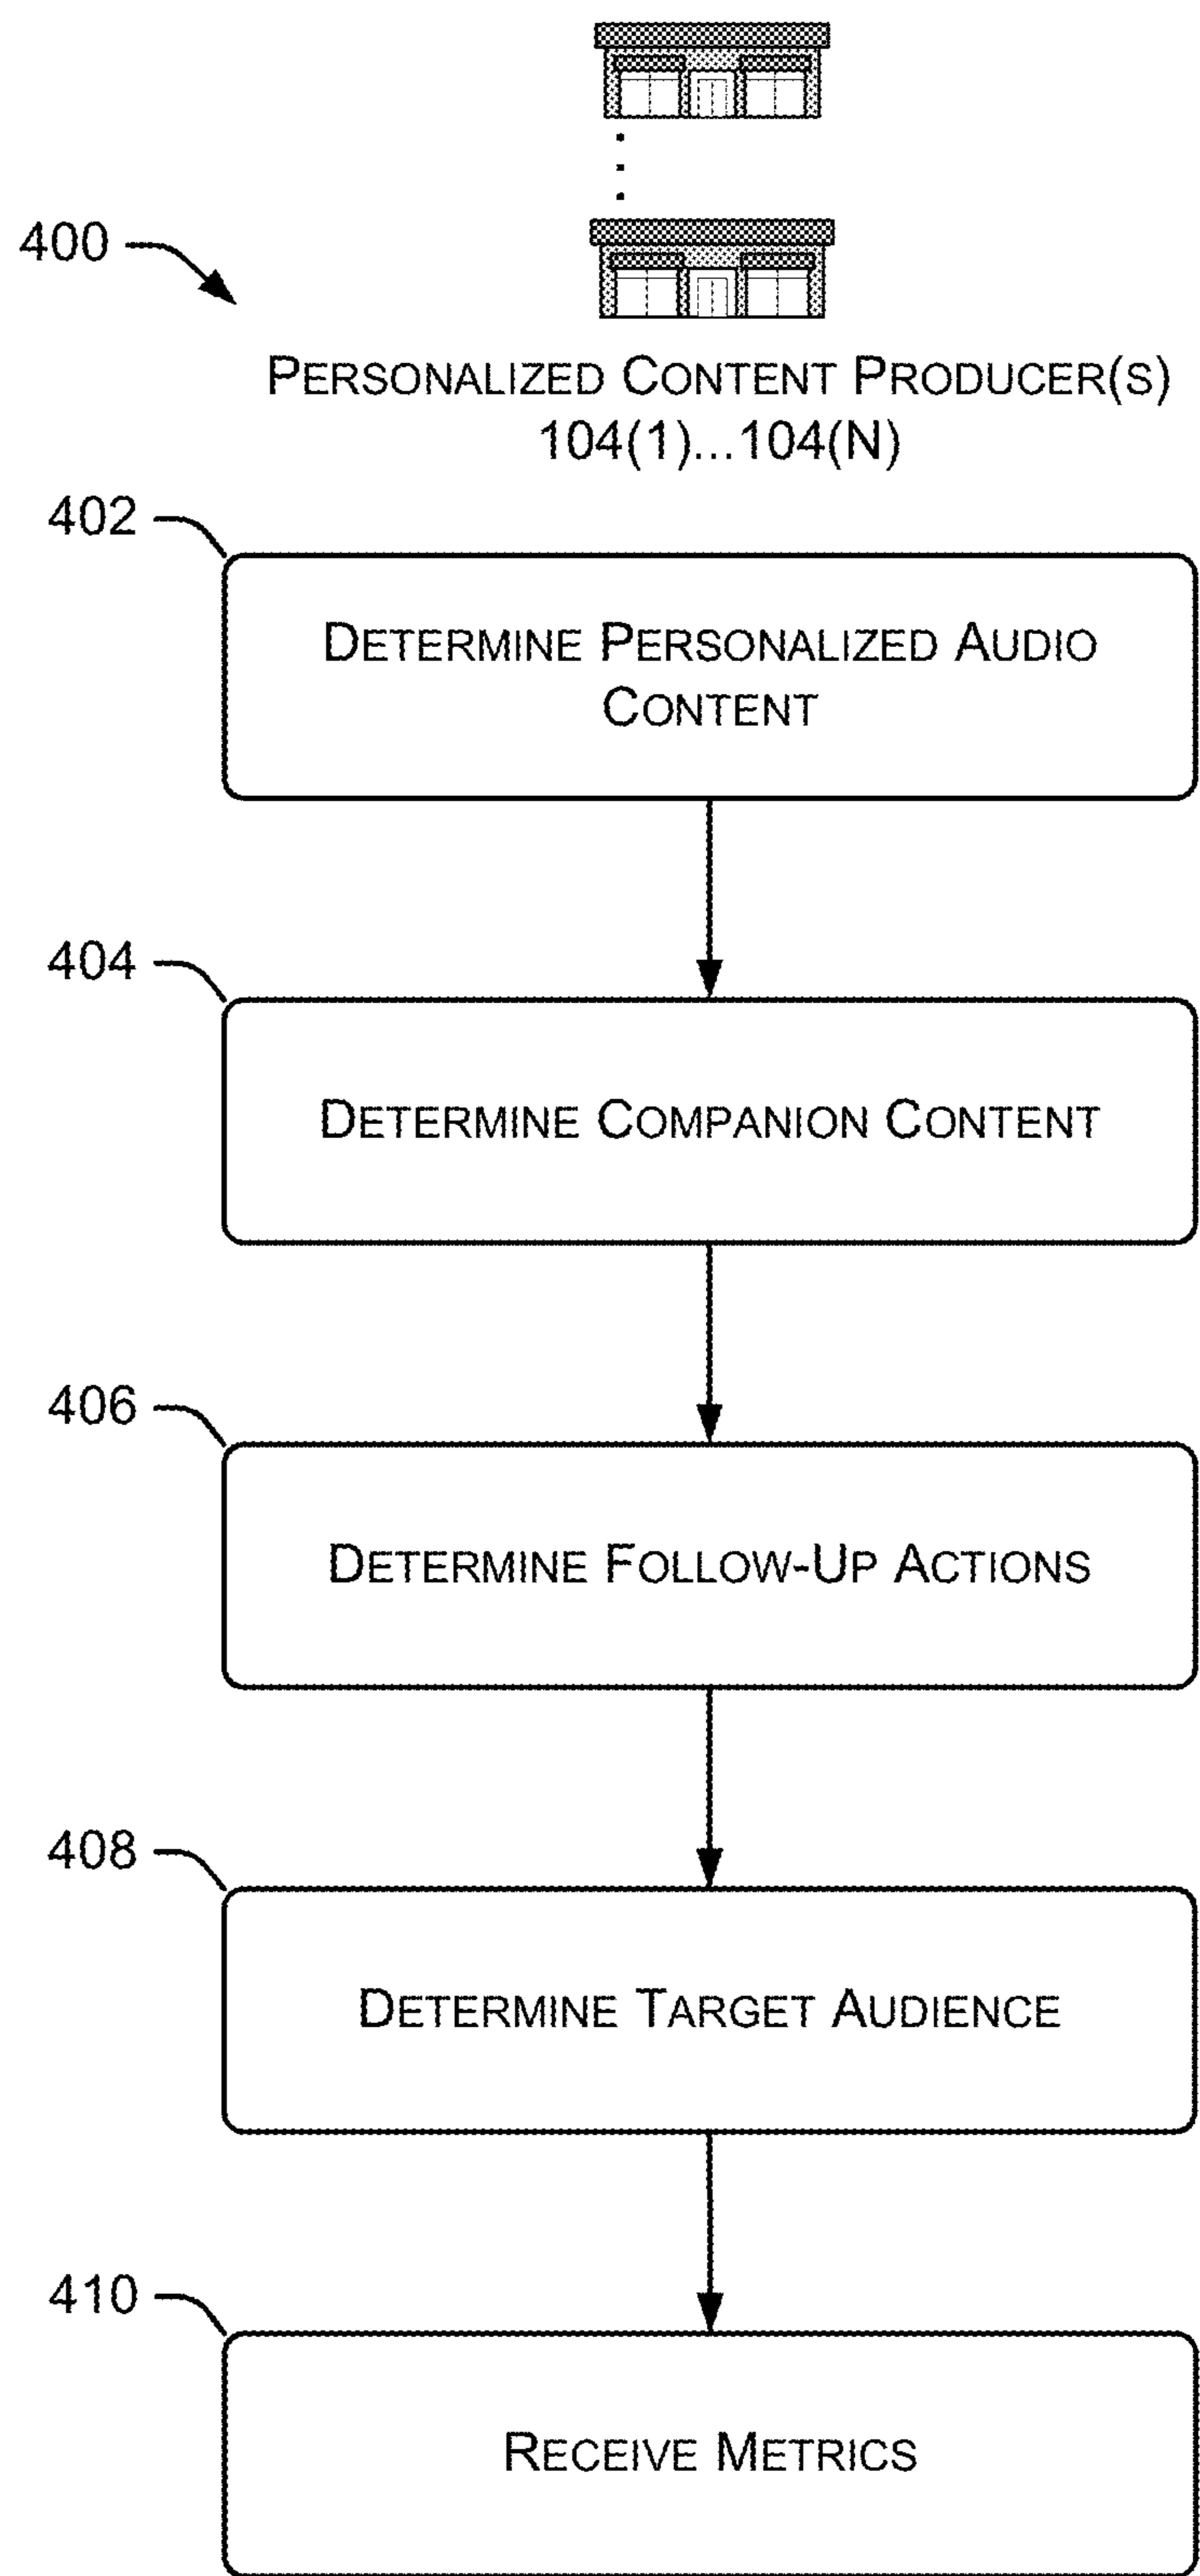 400
PERSONALIZED CONTENT PRODUCER(S)
104(1)...104(N)
402
DETERMINE PERSONALIZED AUDIO
CONTENT
404
DETERMINE COMPANION CONTENT
406
DETERMINE FOLLOW-UP ACTIONS
408
DETERMINE TARGET AUDIENCE
410
RECEIVE METRICS